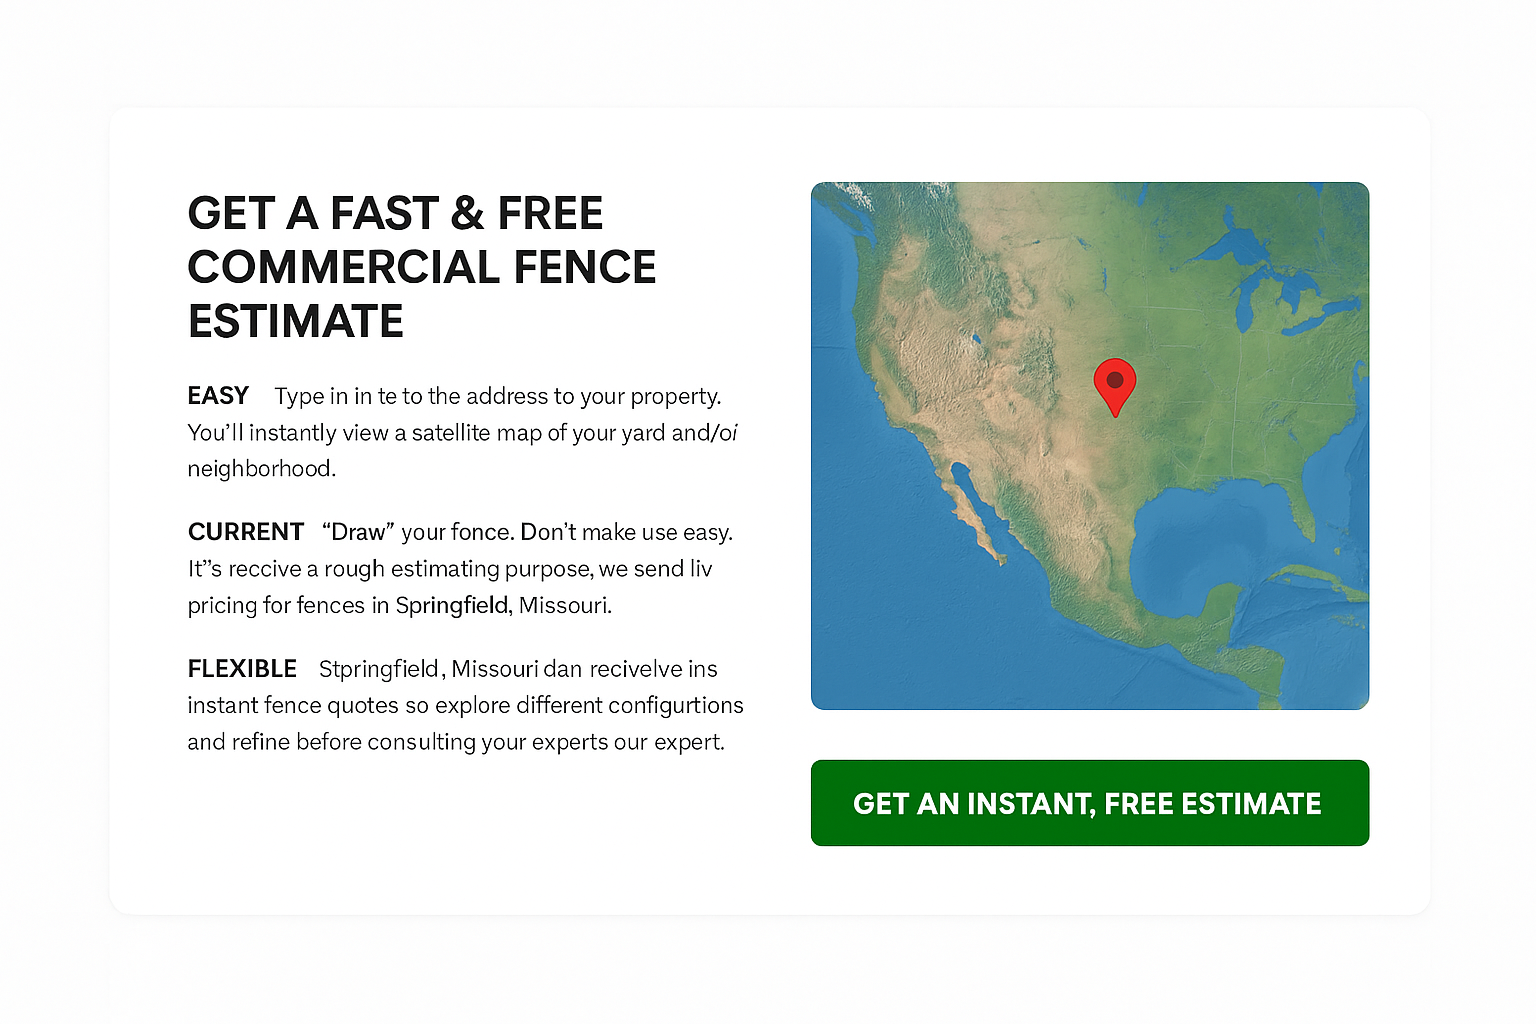 GET A FAST & FREE
COMMERCIAL FENCE
ESTIMATE
EASY Type in in te to the address to your property.
You'll instantly view a satellite map of your yard and/oi
neighborhood.
CURRENT “Draw” your fonce. Don't make use easy.
It”s reccive a rough estimating purpose, we send liv
pricing for fences in Springfield, Missouri.
FLEXIBLE Stpringfield, Missouri dan recivelve ins
instant fence quotes so explore different configurtions
and refine before consulting your experts our expert.
GET AN INSTANT, FREE ESTIMATE